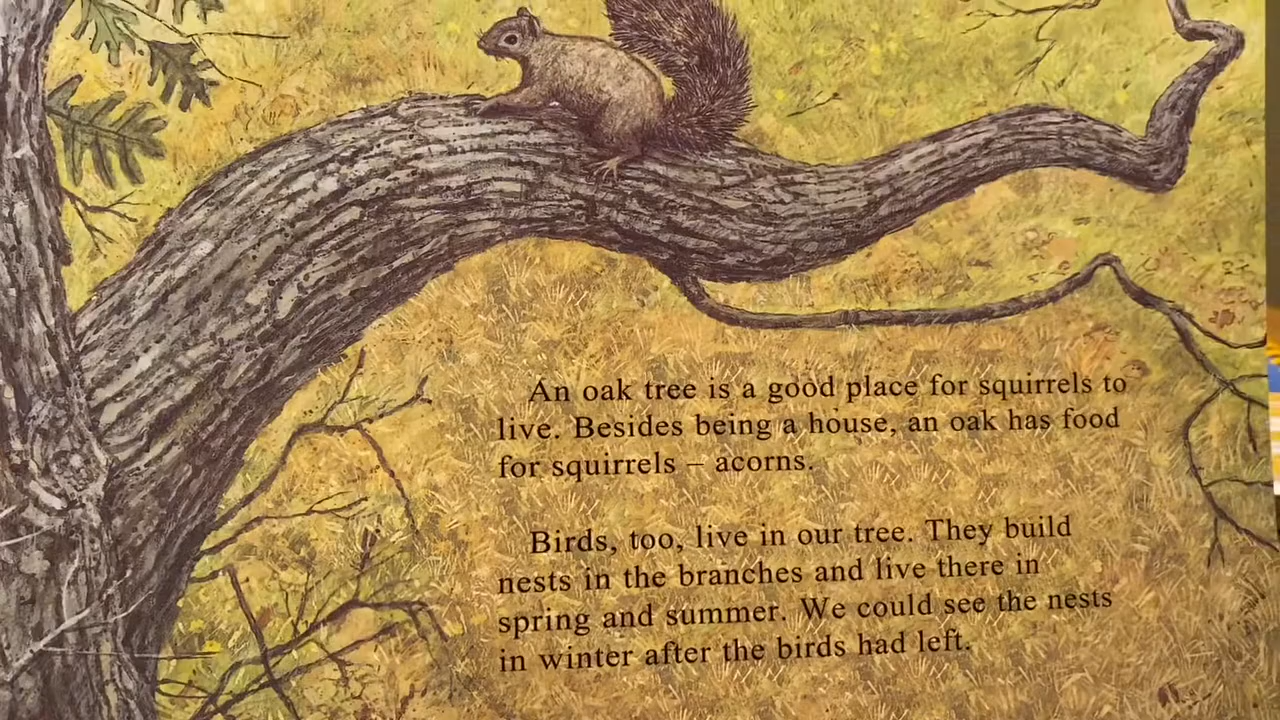 An oak tree is a good place for squirrels to
live. Besides being a house, an oak has food
for squirrels – acorns.
Birds, too, live in our tree. They build
nests in the branches and live there in
spring and summer. We could see the nests
in winter after the birds had left.